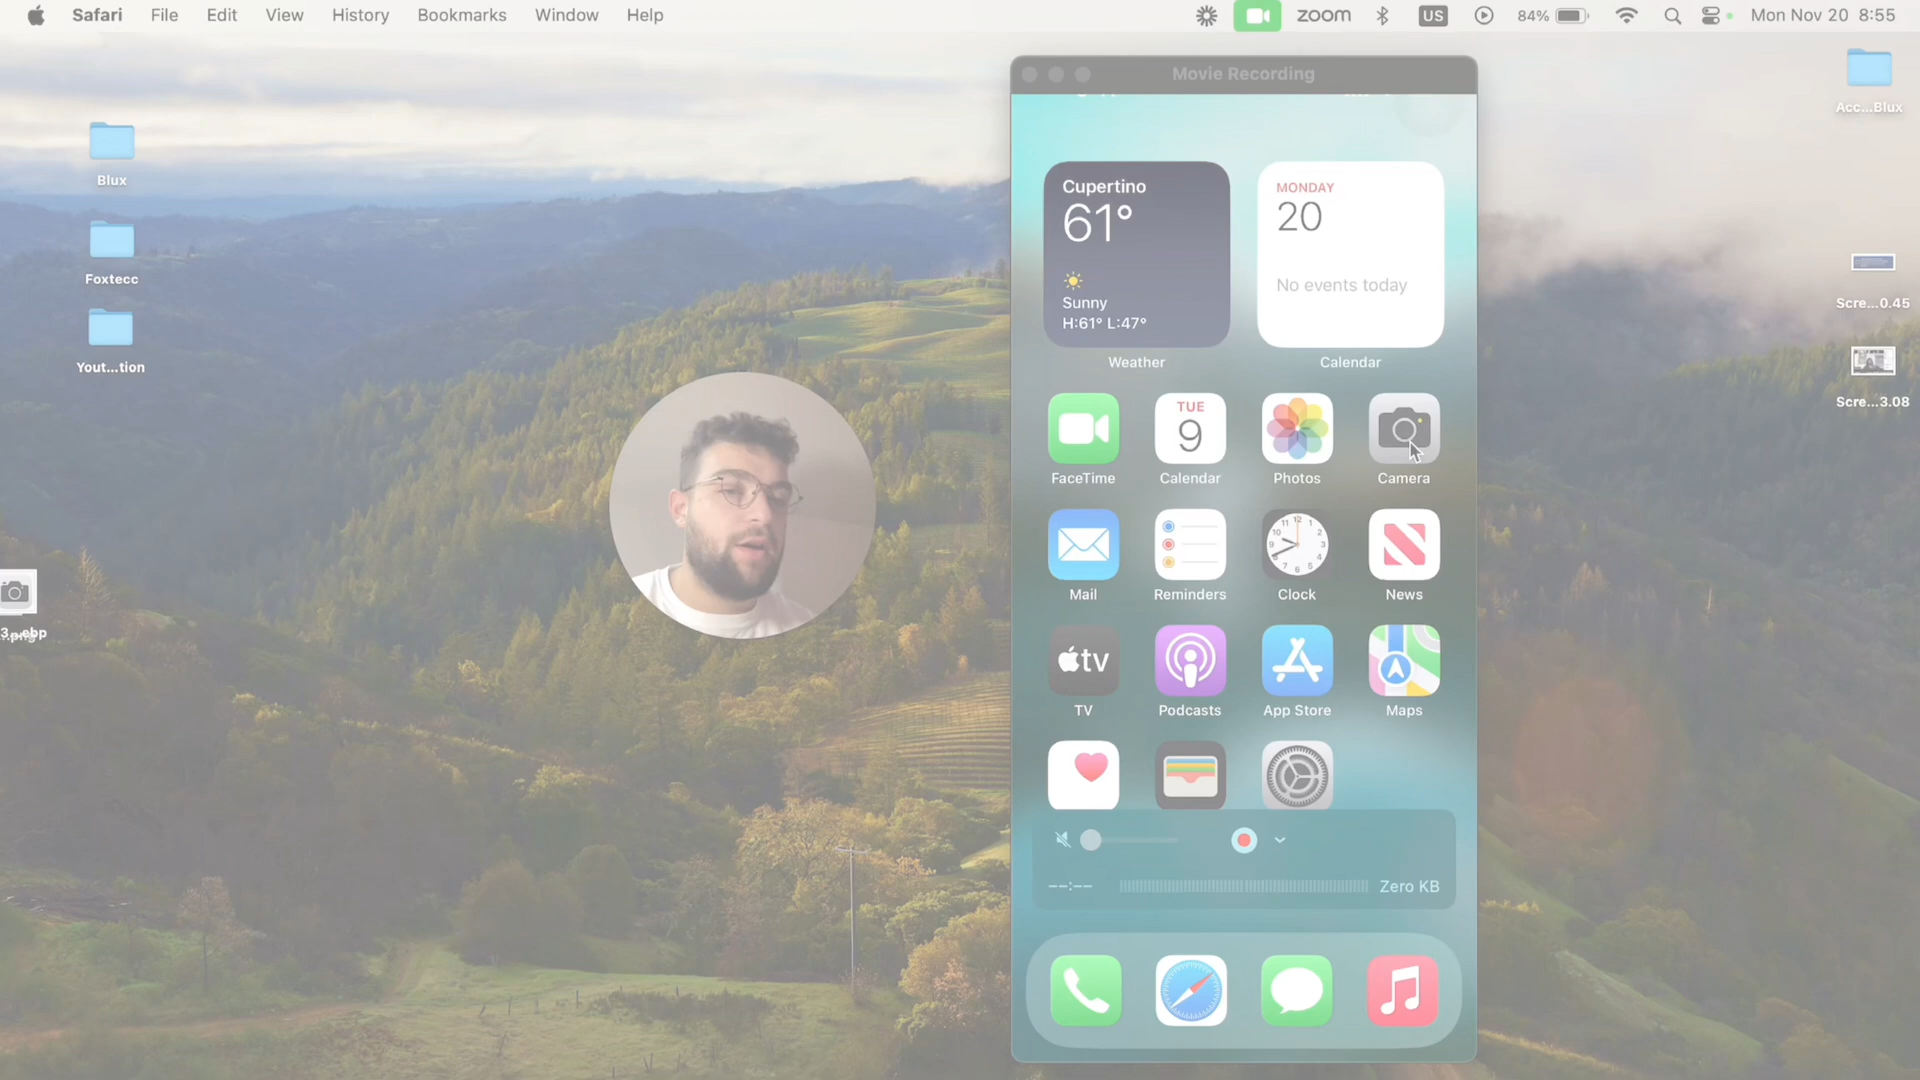 Safari File Edit View History Bookmarks Window Help zoom US 84% Mon Nov 20 8:55
Blux
Foxtecc
Yout...tion
Acc...Blux
Scre...0.45
Scre...3.08
Movie Recording
Cupertino
61°
Sunny
H:61° L:47°
Weather
MONDAY
20
No events today
Calendar
TUE
9
FaceTime Calendar Photos Camera
Mail Reminders Clock News
tv
TV Podcasts App Store Maps
--:-- Zero KB